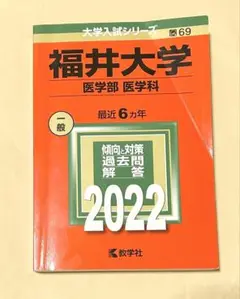 大学入試シリーズ
69
福井大学
医学部 医学科
一般
最近6カ年
傾向と対策
過去問
解答
2022
教学社